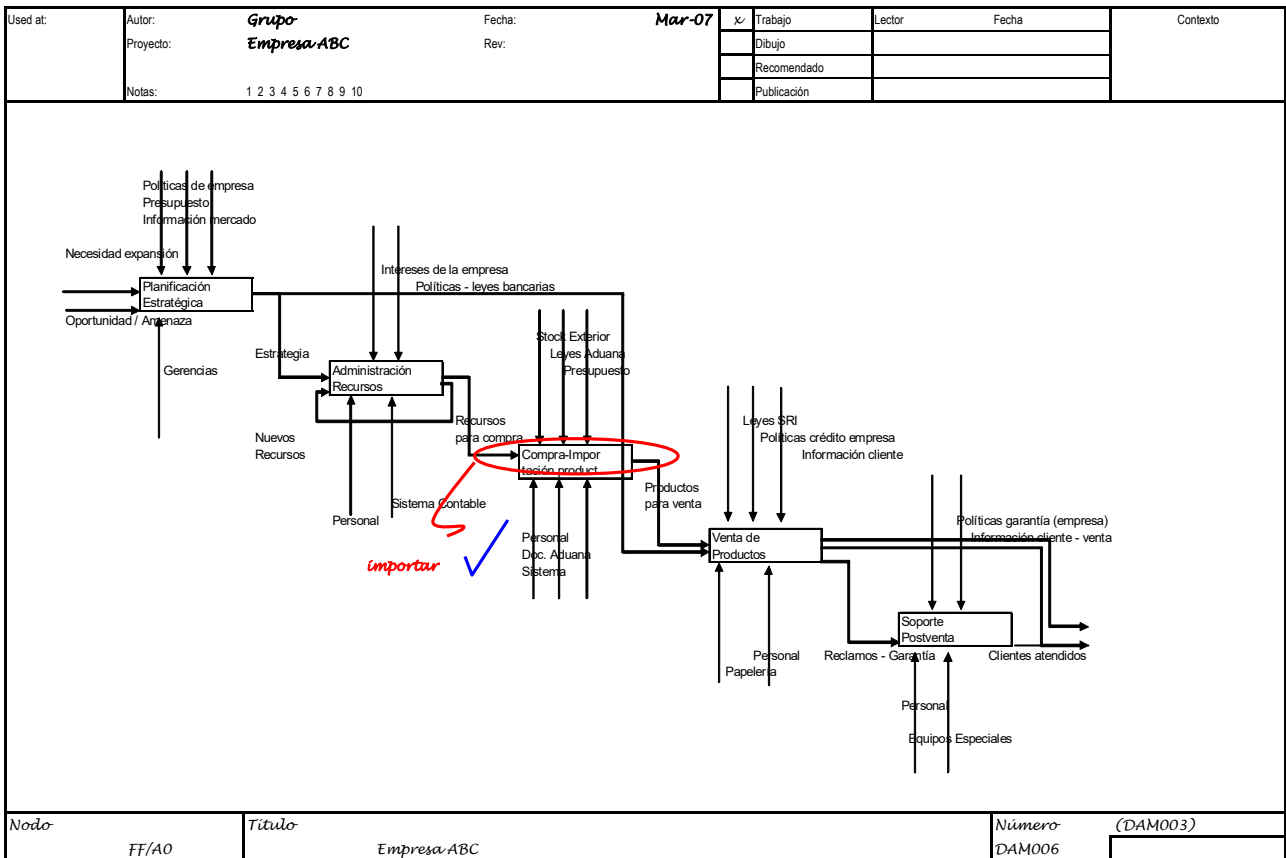 Used at:
Autor: Grupo Fecha: Mar-07
Proyecto: Empresa ABC Rev:
Notas: 1 2 3 4 5 6 7 8 9 10
x Trabajo Lector Fecha Contexto
Dibujo
Recomendado
Publicación
Políticas de empresa
Presupuesto
Información mercado
Necesidad expansión
Planificación
Estratégica
Oportunidad / Amenaza
Gerencias
Intereses de la empresa
Políticas - leyes bancarias
Estrategia
Administración
Recursos
Nuevos
Recursos
Personal
Sistema Contable
Recursos
para compra
Stock Exterior
Leyes Aduana
Presupuesto
Compra-Impor
tación product
importar
Personal
Doc. Aduana
Sistema
Productos
para venta
Leyes SRI
Políticas crédito empresa
Información cliente
Venta de
Productos
Personal
Papelería
Políticas garantía (empresa)
Información cliente - venta
Soporte
Postventa
Reclamos - Garantía
Clientes atendidos
Personal
Equipos Especiales
Nodo
FF/A0
Título
Empresa ABC
Número (DAM003)
DAM006